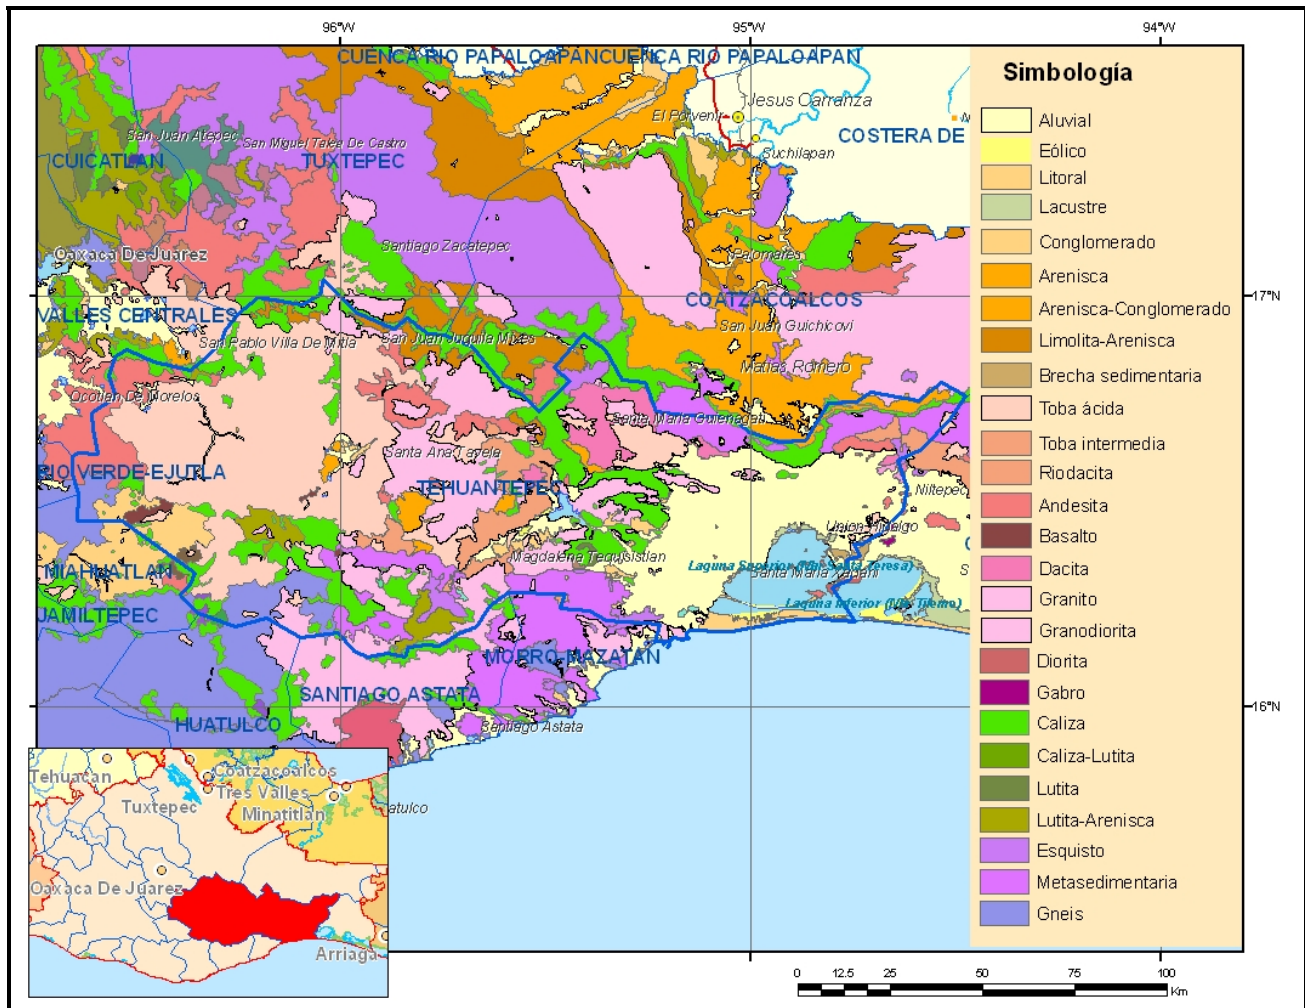 96°W
95°W
94°W
CUENCA RIO PAPALOAPAN
CUENCA RIO PAPALOAPAN
Jesus Carranza
El Porvenir
COSTERA DE
Suchilapan
San Juan Atepec
San Miguel Talea De Castro
CUICATLAN
TUXTEPEC
Oaxaca De Juarez
Santiago Zacatepec
Palomares
17°N
COATZACOALCOS
VALLES CENTRALES
San Juan Guichicovi
San Pablo Villa De Mitla
San Juan Juquila Mixes
Matias Romero
Ocotlan De Morelos
Santa Maria Guienagati
Santa Ana Tavela
RIO VERDE-EJUTLA
TEHUANTEPEC
Niltepec
Union Hidalgo
Magdalena Tequisistlan
MIAHUATLAN
Santa Maria Xadani
JAMILTEPEC
MORRO-MAZATAN
SANTIAGO ASTATA
16°N
HUATULCO
Santiago Astata
atulco
Simbología
Aluvial
Eólico
Litoral
Lacustre
Conglomerado
Arenisca
Arenisca-Conglomerado
Limolita-Arenisca
Brecha sedimentaria
Toba ácida
Toba intermedia
Riodacita
Andesita
Basalto
Dacita
Granito
Granodiorita
Diorita
Gabro
Caliza
Caliza-Lutita
Lutita
Lutita-Arenisca
Esquisto
Metasedimentaria
Gneis
Tehuacan
Coatzacoalcos
Tres Valles
Tuxtepec
Minatitlan
Oaxaca De Juarez
Arriaga
0 12.5 25 50 75 100
Km